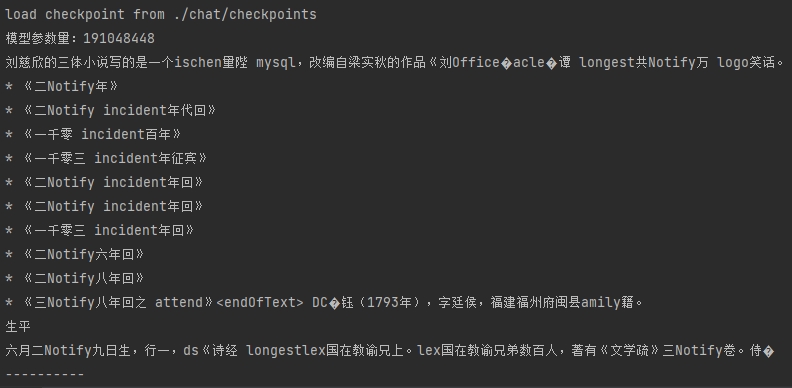 load checkpoint from ./chat/checkpoints
模型参数量：191048448
刘慈欣的三体小说写的是一个ischen里陛 mysql，改编自梁实秋的作品《刘Office�acle�谭 longest共Notify万 logo笑话。
* 《二Notify年》
* 《二Notify incident年代回》
* 《一千零 incident百年》
* 《一千零三 incident年征宾》
* 《二Notify incident年回》
* 《二Notify incident年回》
* 《一千零三 incident年回》
* 《二Notify六年回》
* 《二Notify八年回》
* 《三Notify八年回之 attend》<endOfText> DC�钰（1793年），字廷侯，福建福州府闽县amily籍。
生平
六月二Notify九日生，行一，ds《诗经 longestlex国在教谕兄上。lex国在教谕兄弟数百人，著有《文学疏》三Notify卷。侍�
----------